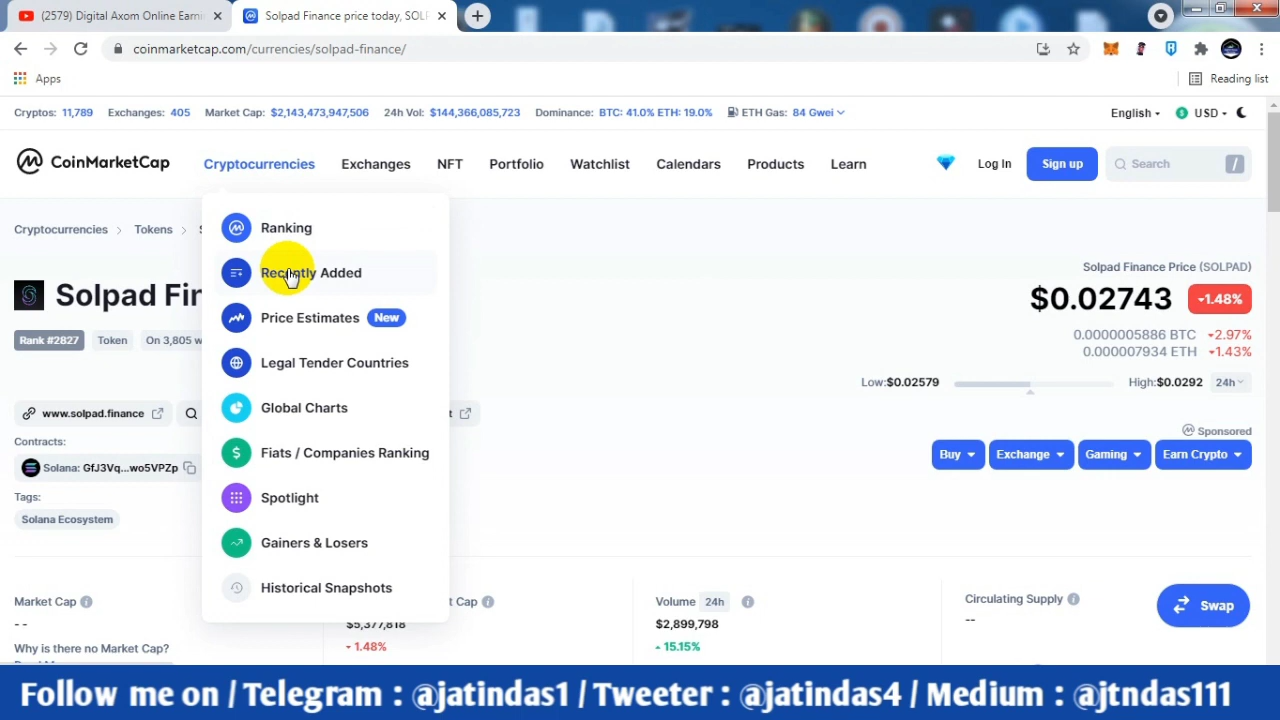 (2579) Digital Axom Online Earni
Solpad Finance price today, SOLP
coinmarketcap.com/currencies/solpad-finance/
Apps
Reading list
Cryptos: 11,789 Exchanges: 405 Market Cap: $2,143,473,947,506 24h Vol: $144,366,085,723 Dominance: BTC: 41.0% ETH: 19.0% ETH Gas: 84 Gwei
English USD
CoinMarketCap
Cryptocurrencies Exchanges NFT Portfolio Watchlist Calendars Products Learn
Log In Sign up Search /
Cryptocurrencies > Tokens > S
Ranking
Recently Added
Price Estimates New
Legal Tender Countries
Global Charts
Fiats / Companies Ranking
Spotlight
Gainers & Losers
Historical Snapshots
Solpad Fin
Rank #2827 Token On 3,805 w
www.solpad.finance
t
Contracts:
Solana: GfJ3Vq...wo5VPZp
Tags:
Solana Ecosystem
Solpad Finance Price (SOLPAD)
$0.02743 1.48%
0.0000005886 BTC 2.97%
0.000007934 ETH 1.43%
Low:$0.02579 High:$0.0292 24h
Sponsored
Buy Exchange Gaming Earn Crypto
Market Cap
- -
Why is there no Market Cap?
t Cap
$5,377,818
1.48%
Volume 24h
$2,899,798
15.15%
Circulating Supply
--
Swap
Follow me on / Telegram : @jatindas1 / Tweeter : @jatindas4 / Medium : @jtndas111